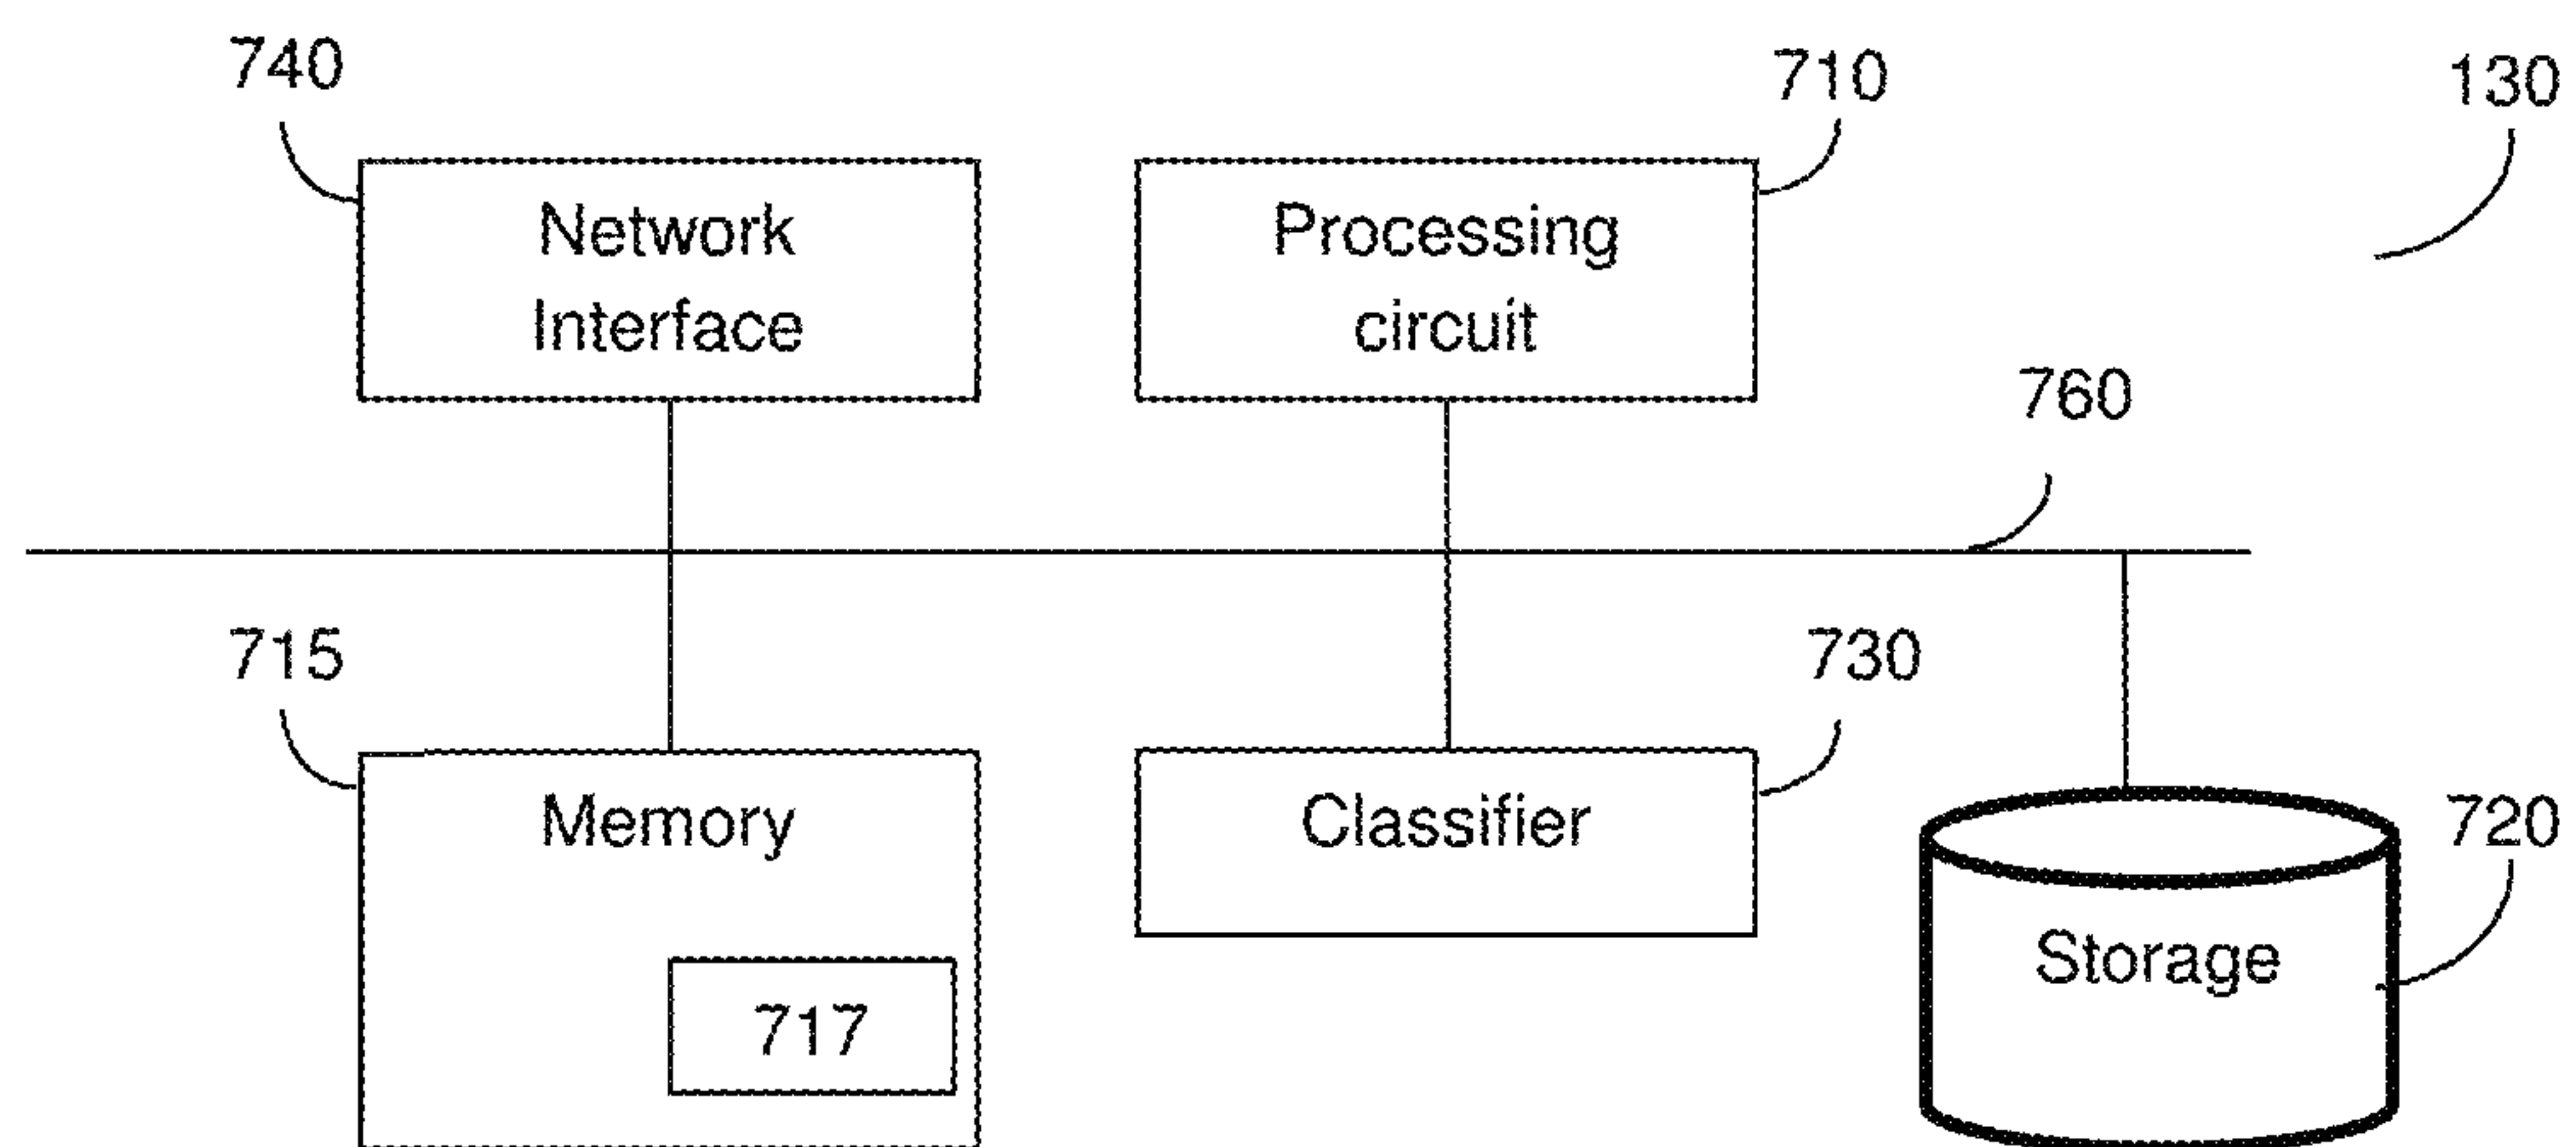 740
710
130
Network
Interface
Processing
circuit
760
715
730
Memory
Classifier
720
Storage
717